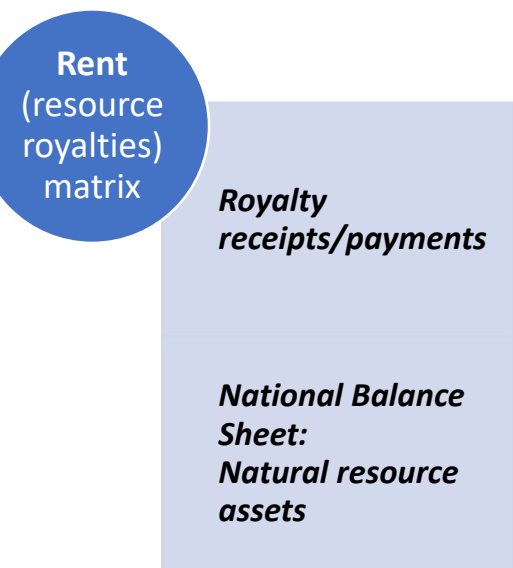 Rent
(resource
royalties)
matrix
Royalty
receipts/payments
National Balance
Sheet:
Natural resource
assets